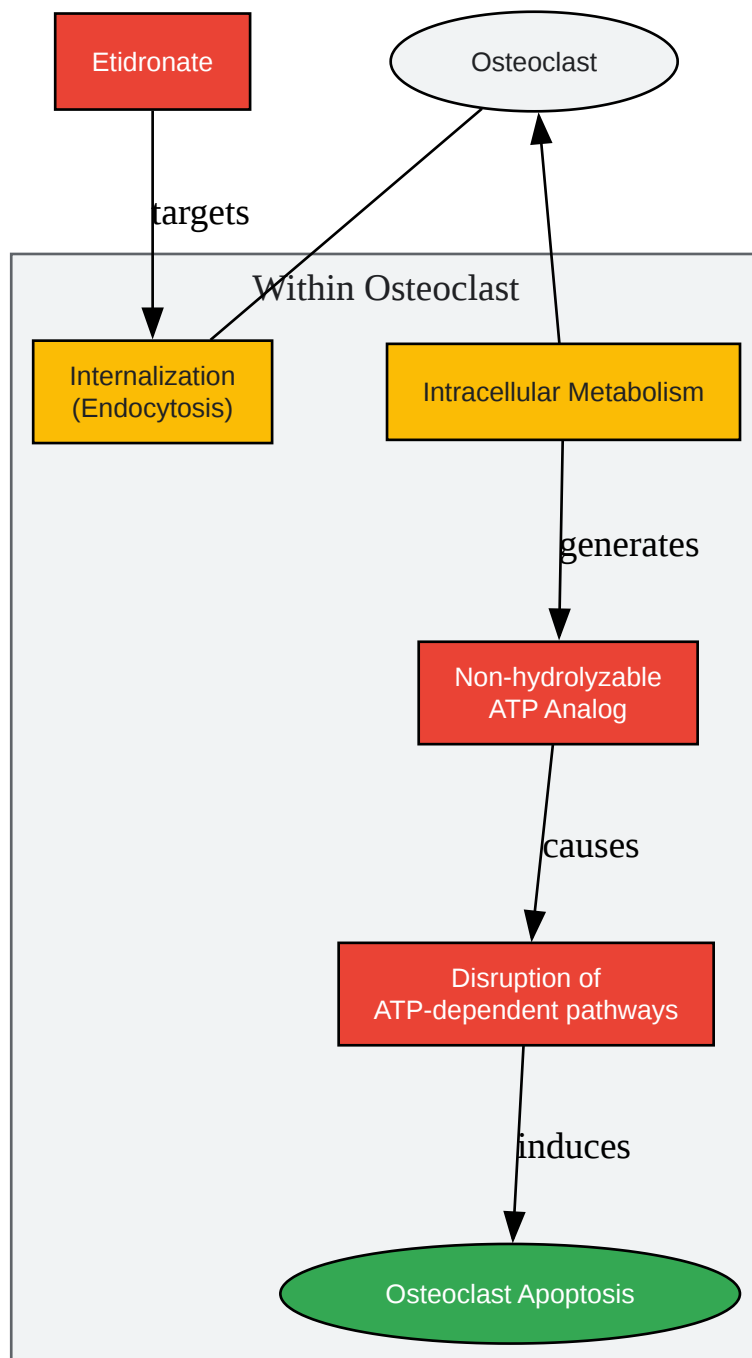 Etidronate
Osteoclast
targets
Within Osteoclast
Internalization
(Endocytosis)
Intracellular Metabolism
generates
Non-hydrolyzable
ATP Analog
causes
Disruption of
ATP-dependent pathways
induces
Osteoclast Apoptosis